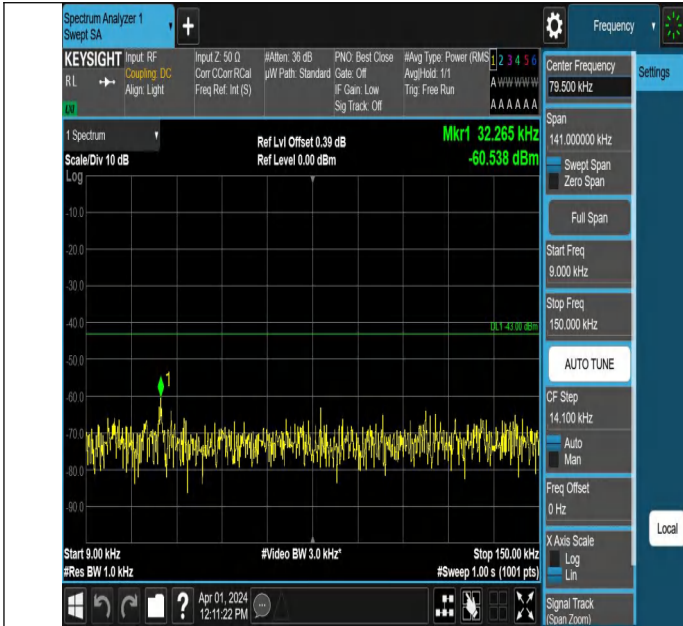 Spectrum Analyzer 1
Swept SA
+
Frequency
KEYSIGHT
RL
Input: RF
Coupling: DC
Align: Light
Input Z: 50 Ω
Corr CCorr RCal
Freq Ref: Int (S)
#Atten: 36 dB
µW Path: Standard
PNO: Best Close
Gate: Off
IF Gain: Low
Sig Track: Off
#Avg Type: Power (RMS
Avg|Hold: 1/1
Trig: Free Run
1 2 3 4 5 6
A W W W W W
A A A A A A
1 Spectrum
Scale/Div 10 dB
Log
Ref Lvl Offset 0.39 dB
Ref Level 0.00 dBm
Mkr1 32.265 kHz
-60.538 dBm
-10.0
-20.0
-30.0
-40.0
DL1 -43.00 dBm
-50.0
1
-60.0
-70.0
-80.0
-90.0
Start 9.00 kHz
#Video BW 3.0 kHz*
Stop 150.00 kHz
#Res BW 1.0 kHz
#Sweep 1.00 s (1001 pts)
Apr 01, 2024
12:11:22 PM
Center Frequency
79.500 kHz
Span
141.000000 kHz
Swept Span
Zero Span
Full Span
Start Freq
9.000 kHz
Stop Freq
150.000 kHz
AUTO TUNE
CF Step
14.100 kHz
Auto
Man
Freq Offset
0 Hz
X Axis Scale
Log
Lin
Signal Track
(Span Zoom)
Settings
Local